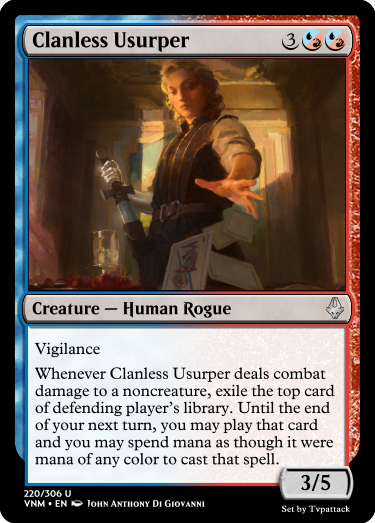 Clanless Usurper 3
Creature — Human Rogue
Vigilance
Whenever Clanless Usurper deals combat
damage to a noncreature, exile the top card
of defending player's library. Until the end
of your next turn, you may play that card
and you may spend mana as though it were
mana of any color to cast that spell.
3/5
220/306 U
VNM • EN John Anthony Di Giovanni
Set by Tvpattack